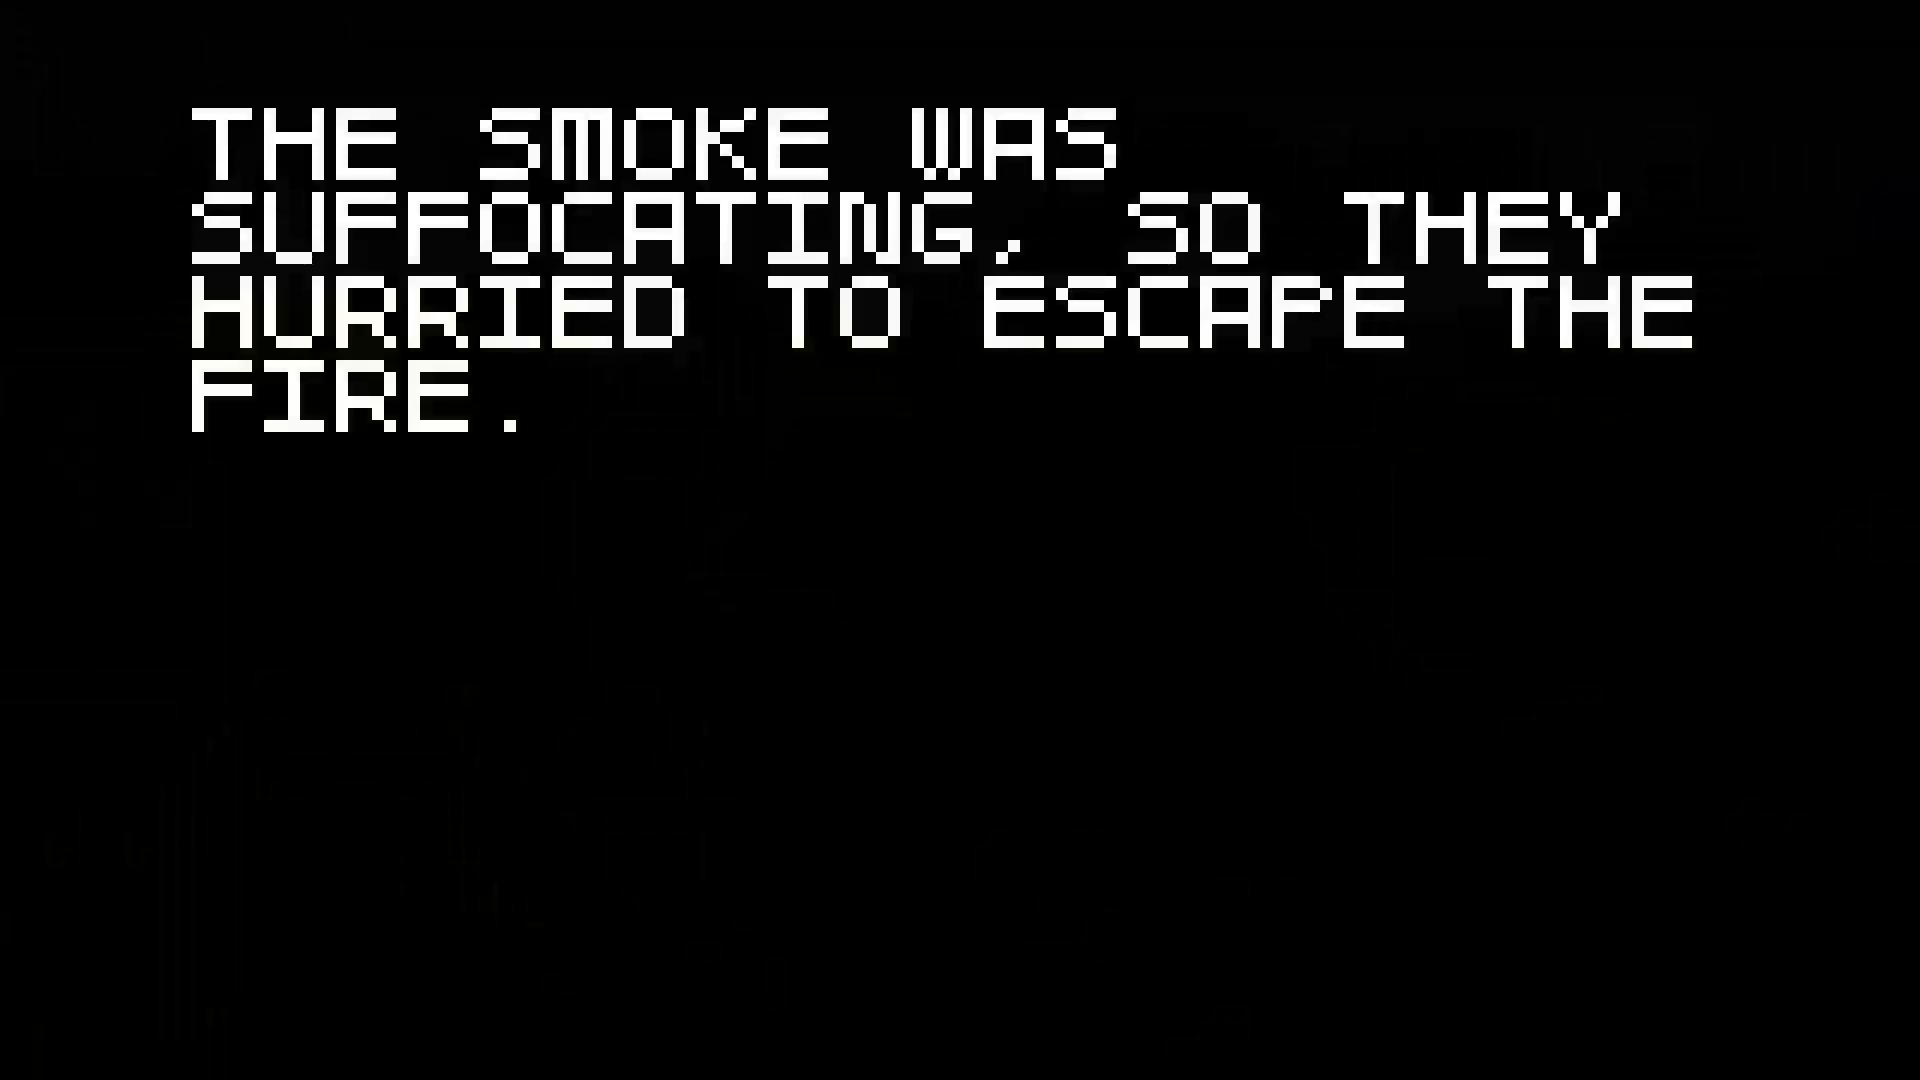 THE SMOKE WAS
SUFFOCATING, SO THEY
HURRIED TO ESCAPE THE
FIRE.